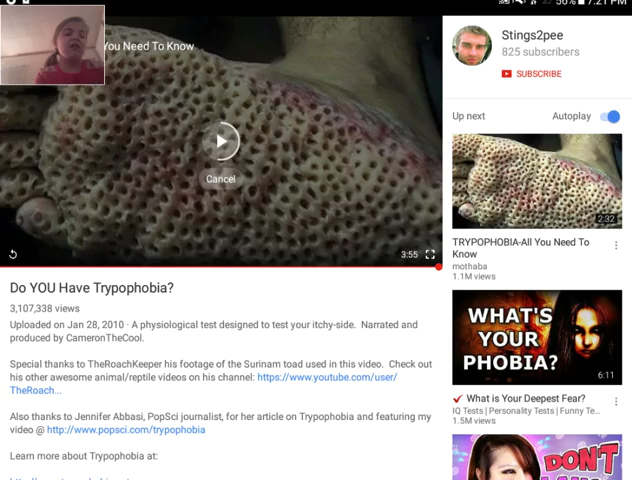 56% 7:21 PM
You Need To Know
Cancel
3:55
Do YOU Have Trypophobia?
3,107,338 views
Uploaded on Jan 28, 2010 · A physiological test designed to test your itchy-side. Narrated and
produced by CameronTheCool.
Special thanks to TheRoachKeeper his footage of the Surinam toad used in this video. Check out
his other awesome animal/reptile videos on his channel: https://www.youtube.com/user/
TheRoach...
Also thanks to Jennifer Abbasi, PopSci journalist, for her article on Trypophobia and featuring my
video @ http://www.popsci.com/trypophobia
Learn more about Trypophobia at:
Stings2pee
825 subscribers
SUBSCRIBE
Up next Autoplay
2:32
TRYPOPHOBIA-All You Need To
Know
mothaba
1.1M views
WHAT'S
YOUR
PHOBIA?
6:11
What is Your Deepest Fear?
IQ Tests | Personality Tests | Funny Te...
1.5M views
DON'T